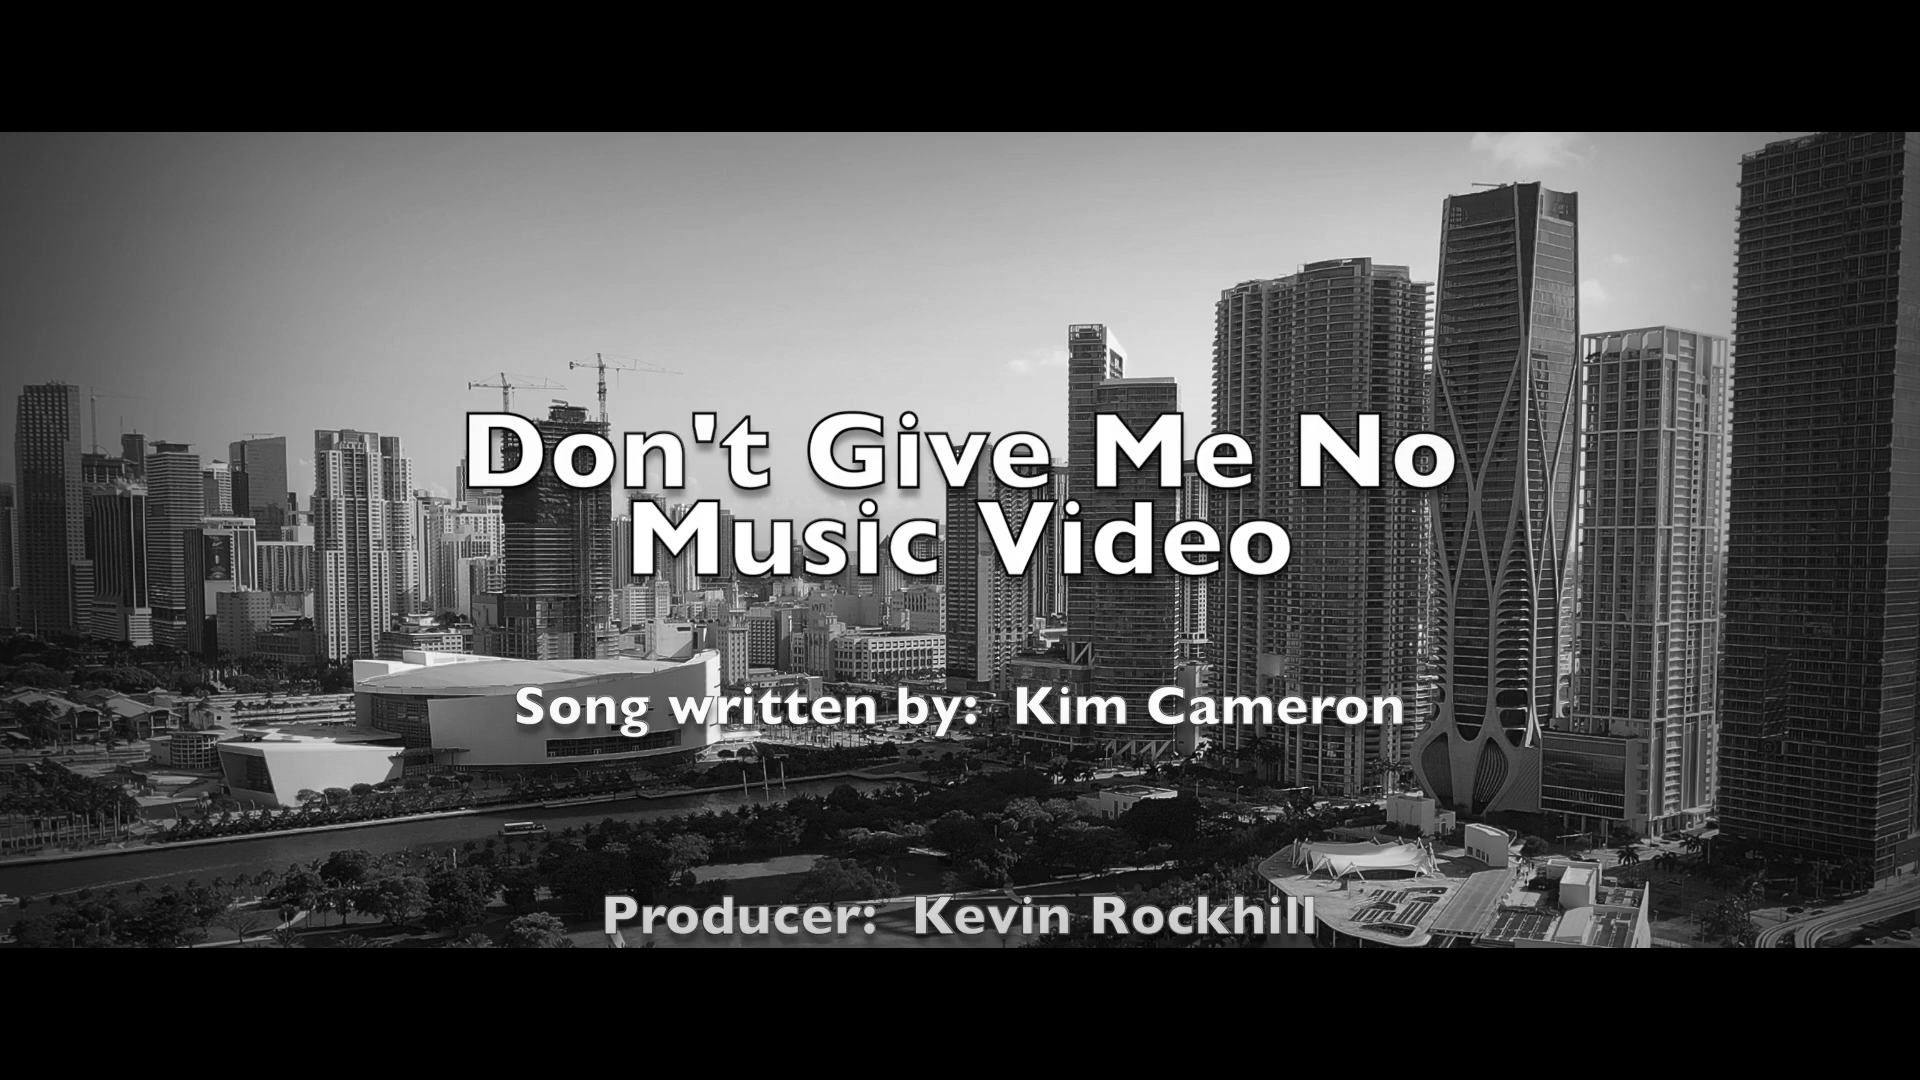 Don't Give Me No
Music Video
Song written by:  Kim Cameron
Producer:  Kevin Rockhill